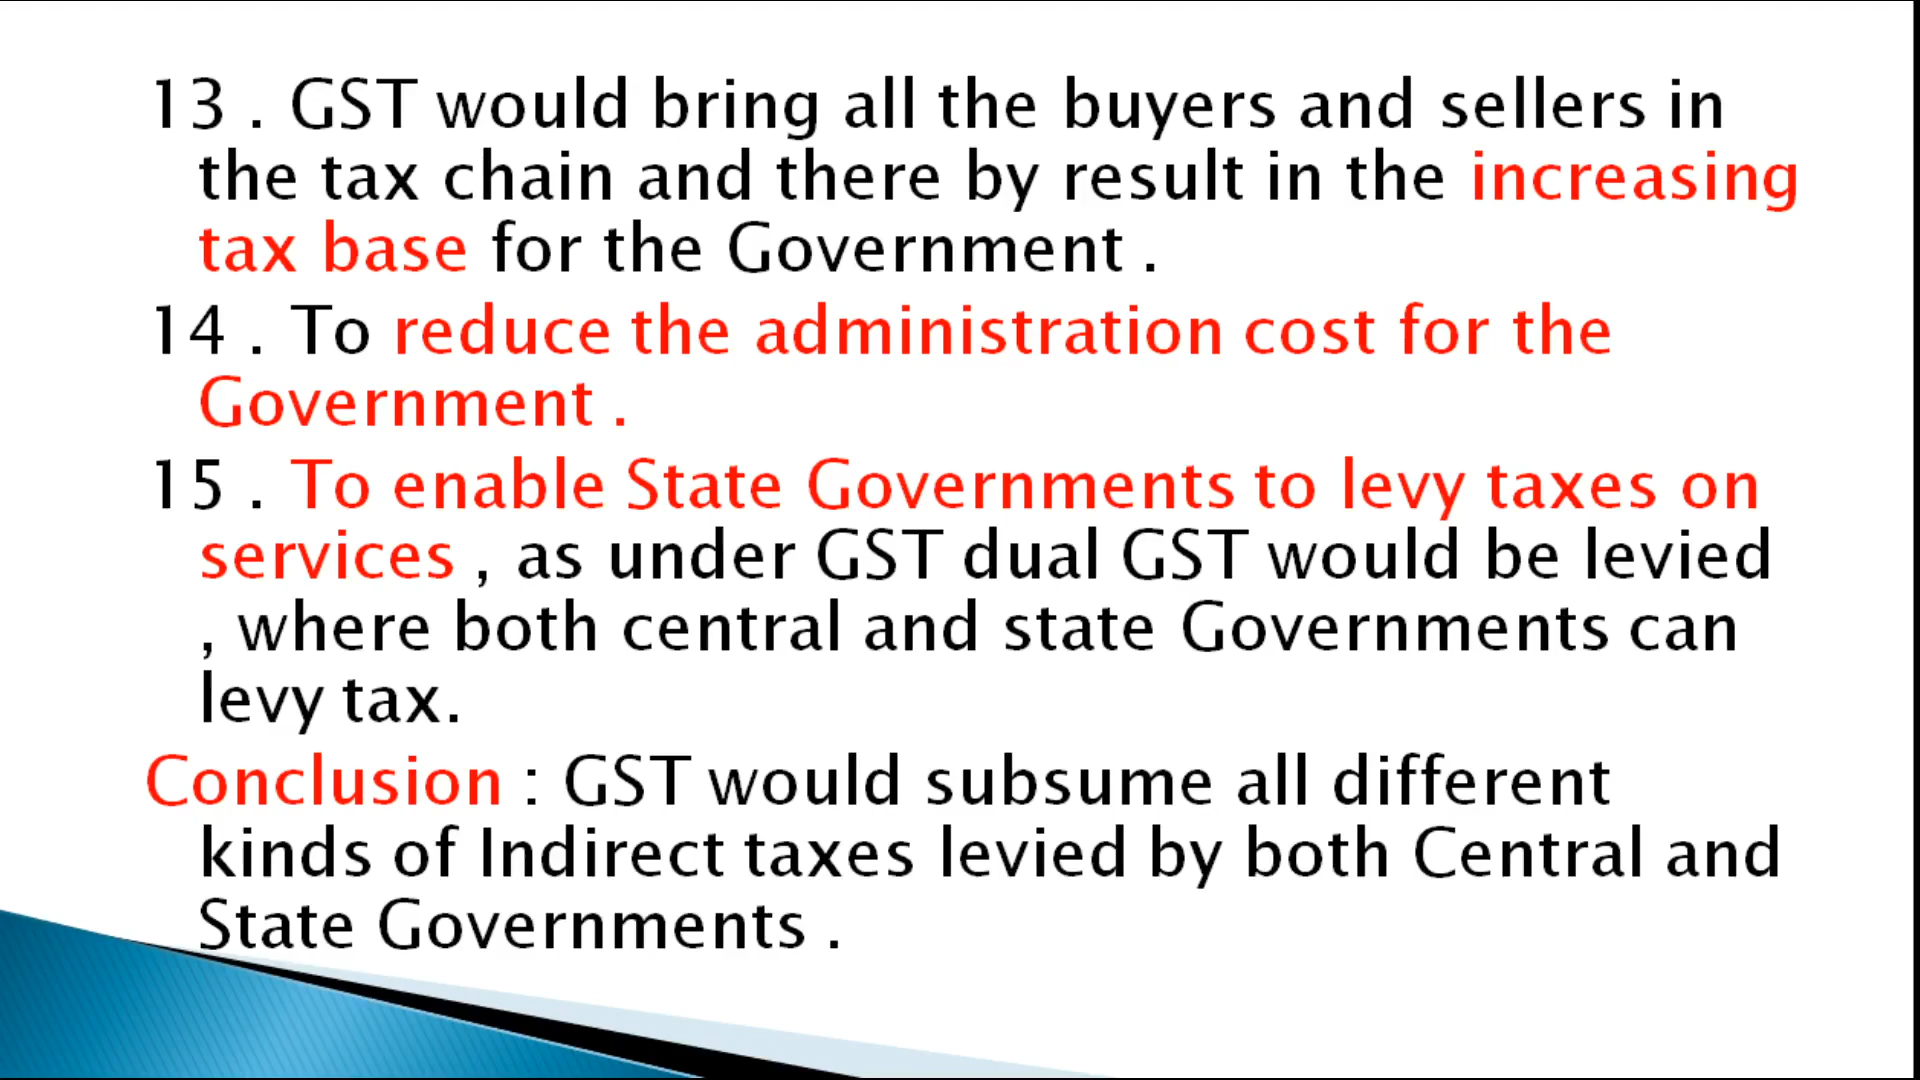 13 . GST would bring all the buyers and sellers in
the tax chain and there by result in the increasing
tax base for the Government .
14 . To reduce the administration cost for the
Government .
15 . To enable State Governments to levy taxes on
services , as under GST dual GST would be levied
, where both central and state Governments can
levy tax.
Conclusion : GST would subsume all different
kinds of Indirect taxes levied by both Central and
State Governments .